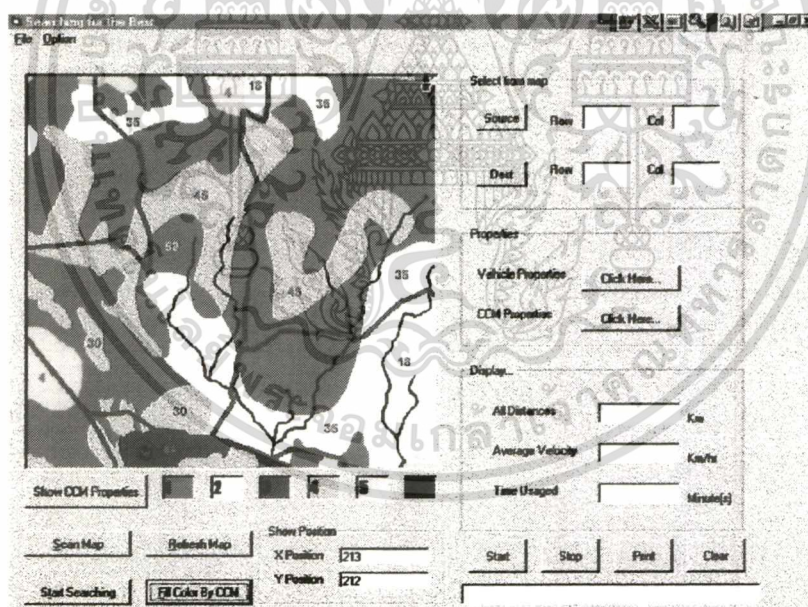 Searching for the Best
File Option
Select from map
Source Row Col
Dest Row Col
Properties
Vehicle Properties Click Here...
CCM Properties Click Here...
Display...
All Distances Km
Average Velocity Km/hr
Time Usaged Minute(s)
Start Stop Print Clear
4 18
35 35
45
52
35
45
30
18
4
30
35
Show CCM Properties 1 2 4 5
Scan Map Refresh Map
Show Position
X Position 213
Y Position 212
Start Searching Fill Color By CCM